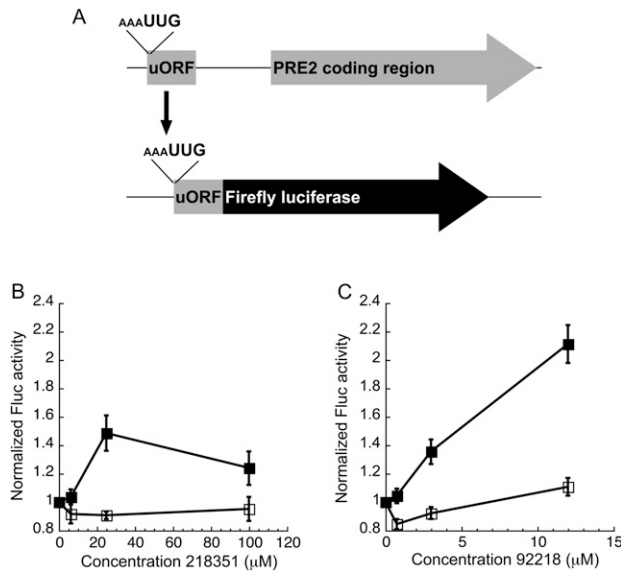 A
AAAUUG
uORF
PRE2 coding region
AAAUUG
uORF
Firefly luciferase
B
Normalized Fluc activity
2.4
2.2
2
1.8
1.6
1.4
1.2
1
0.8
0 20 40 60 80 100 120
Concentration 218351 (μM)
C
Normalized Fluc activity
2.4
2.2
2.0
1.8
1.6
1.4
1.2
1.0
0.8
0 5 10 15
Concentration 92218 (μM)